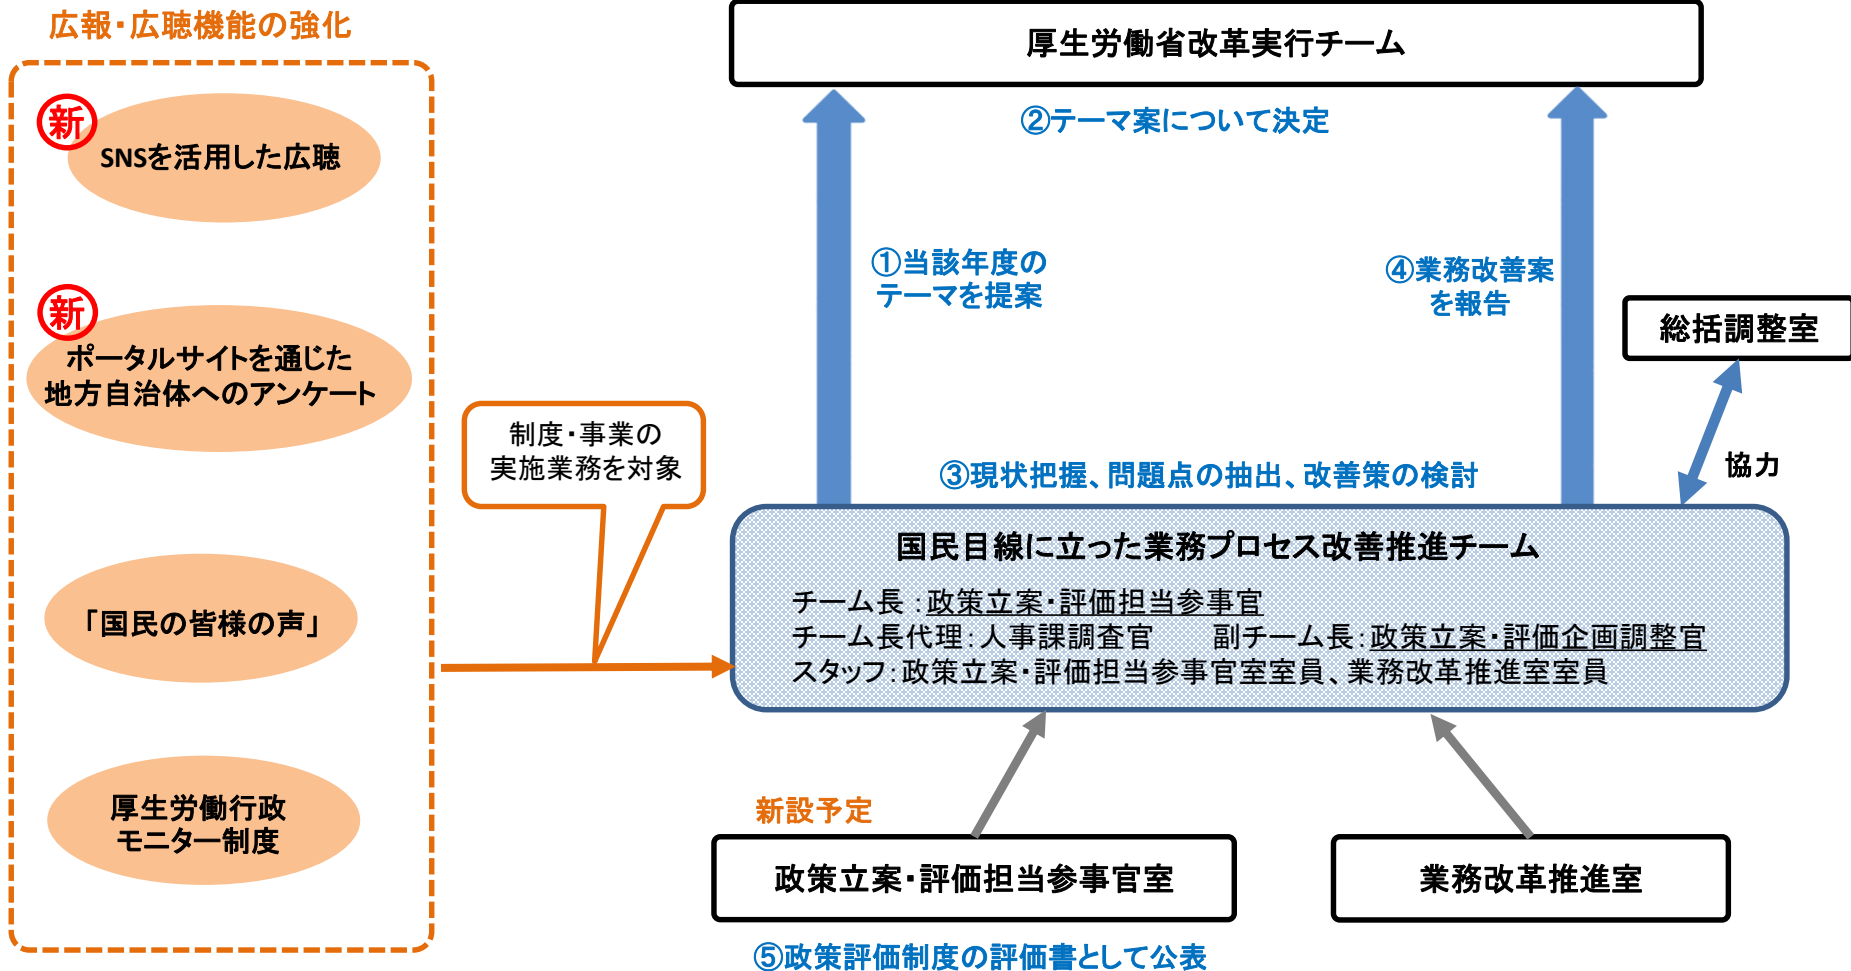 広報・広聴機能の強化
新
SNSを活用した広聴
新
ポータルサイトを通じた
地方自治体へのアンケート
「国民の皆様の声」
厚生労働行政
モニター制度
制度・事業の
実施業務を対象
厚生労働省改革実行チーム
②テーマ案について決定
①当該年度の
テーマを提案
④業務改善案
を報告
総括調整室
協力
③現状把握、問題点の抽出、改善策の検討
国民目線に立った業務プロセス改善推進チーム
チーム長：政策立案・評価担当参事官
チーム長代理：人事課調査官　　副チーム長：政策立案・評価企画調整官
スタッフ：政策立案・評価担当参事官室室員、業務改革推進室室員
新設予定
政策立案・評価担当参事官室
業務改革推進室
⑤政策評価制度の評価書として公表